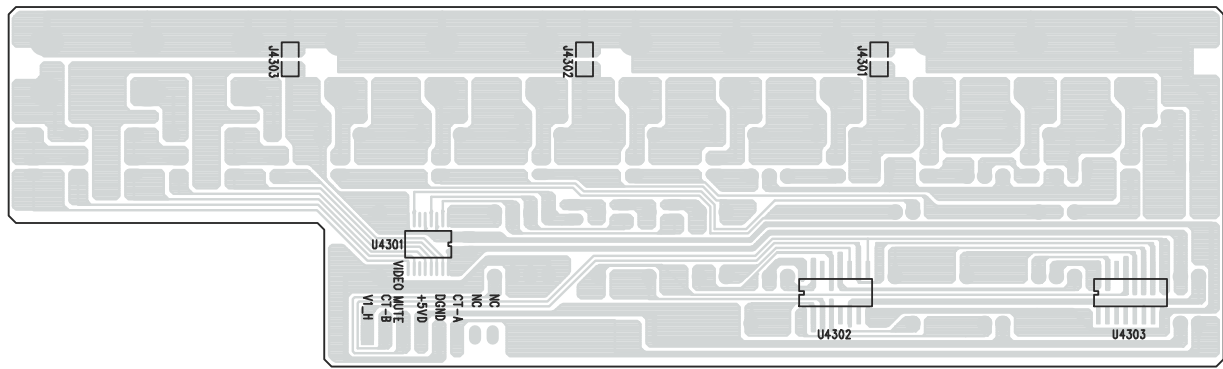 J4303
J4302
J4301
U4301
VIDEO
V1_H
CT-B
MUTE
+5VD
DGND
CT-A
NC
NC
U4302
U4303